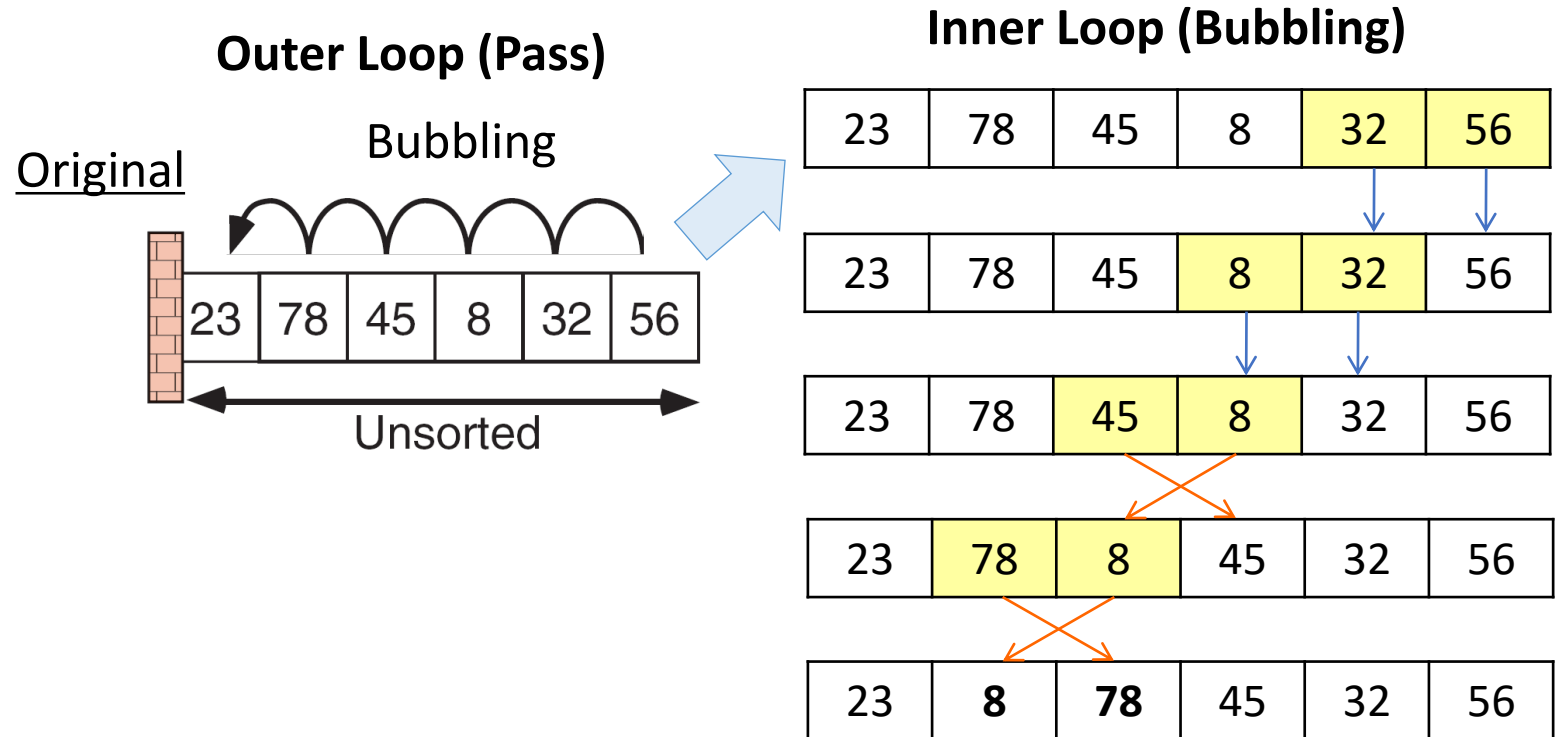 Outer Loop (Pass)
Original
Bubbling
23 78 45 8 32 56
Unsorted
Inner Loop (Bubbling)
23 78 45 8 32 56
23 78 45 8 32 56
23 78 45 8 32 56
23 78 8 45 32 56
23 8 78 45 32 56